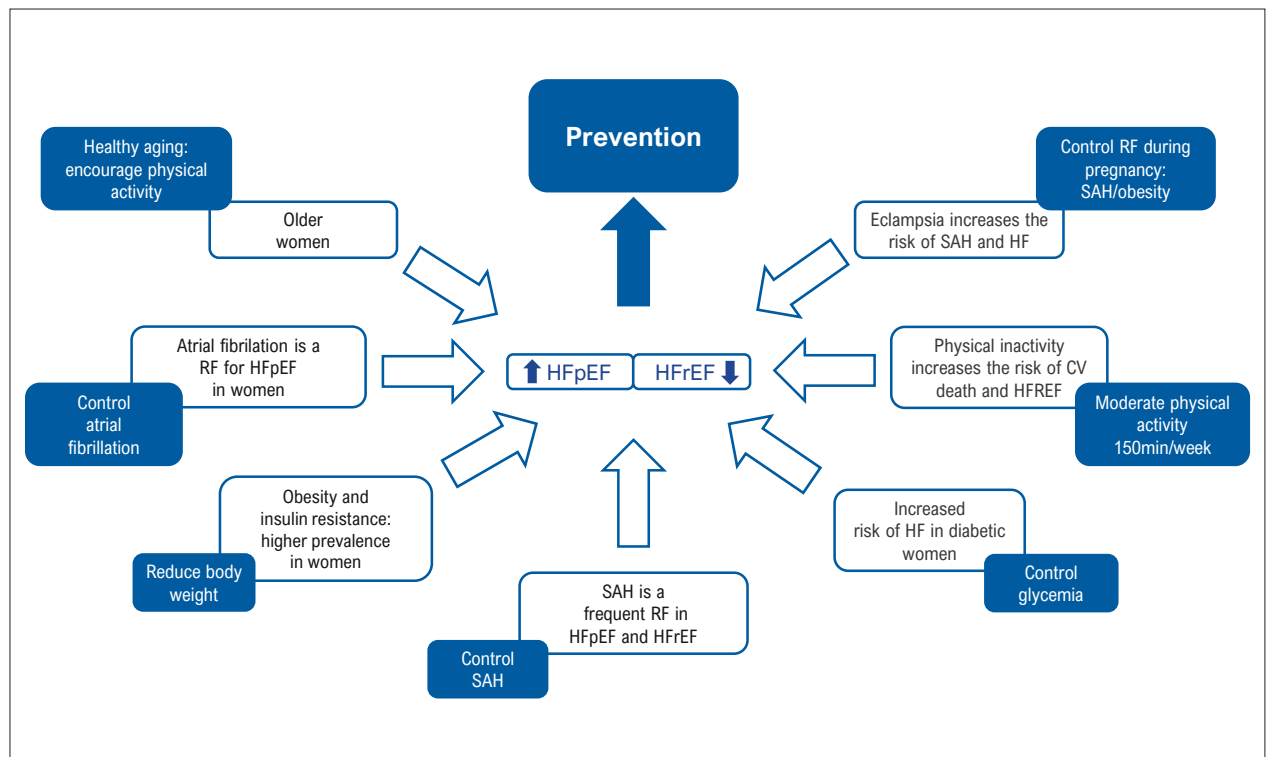 Prevention
Healthy aging:
encourage physical
activity
Older
women
Control RF during
pregnancy:
SAH/obesity
Eclampsia increases the
risk of SAH and HF
Atrial fibrilation is a
RF for HFpEF
in women
Control
atrial
fibrillation
HFpEF
HFrEF
Physical inactivity
increases the risk of CV
death and HFREF
Moderate physical
activity
150min/week
Obesity and
insulin resistance:
higher prevalence
in women
Reduce body
weight
SAH is a
frequent RF in
HFpEF and HFrEF
Control
SAH
Increased
risk of HF in diabetic
women
Control
glycemia